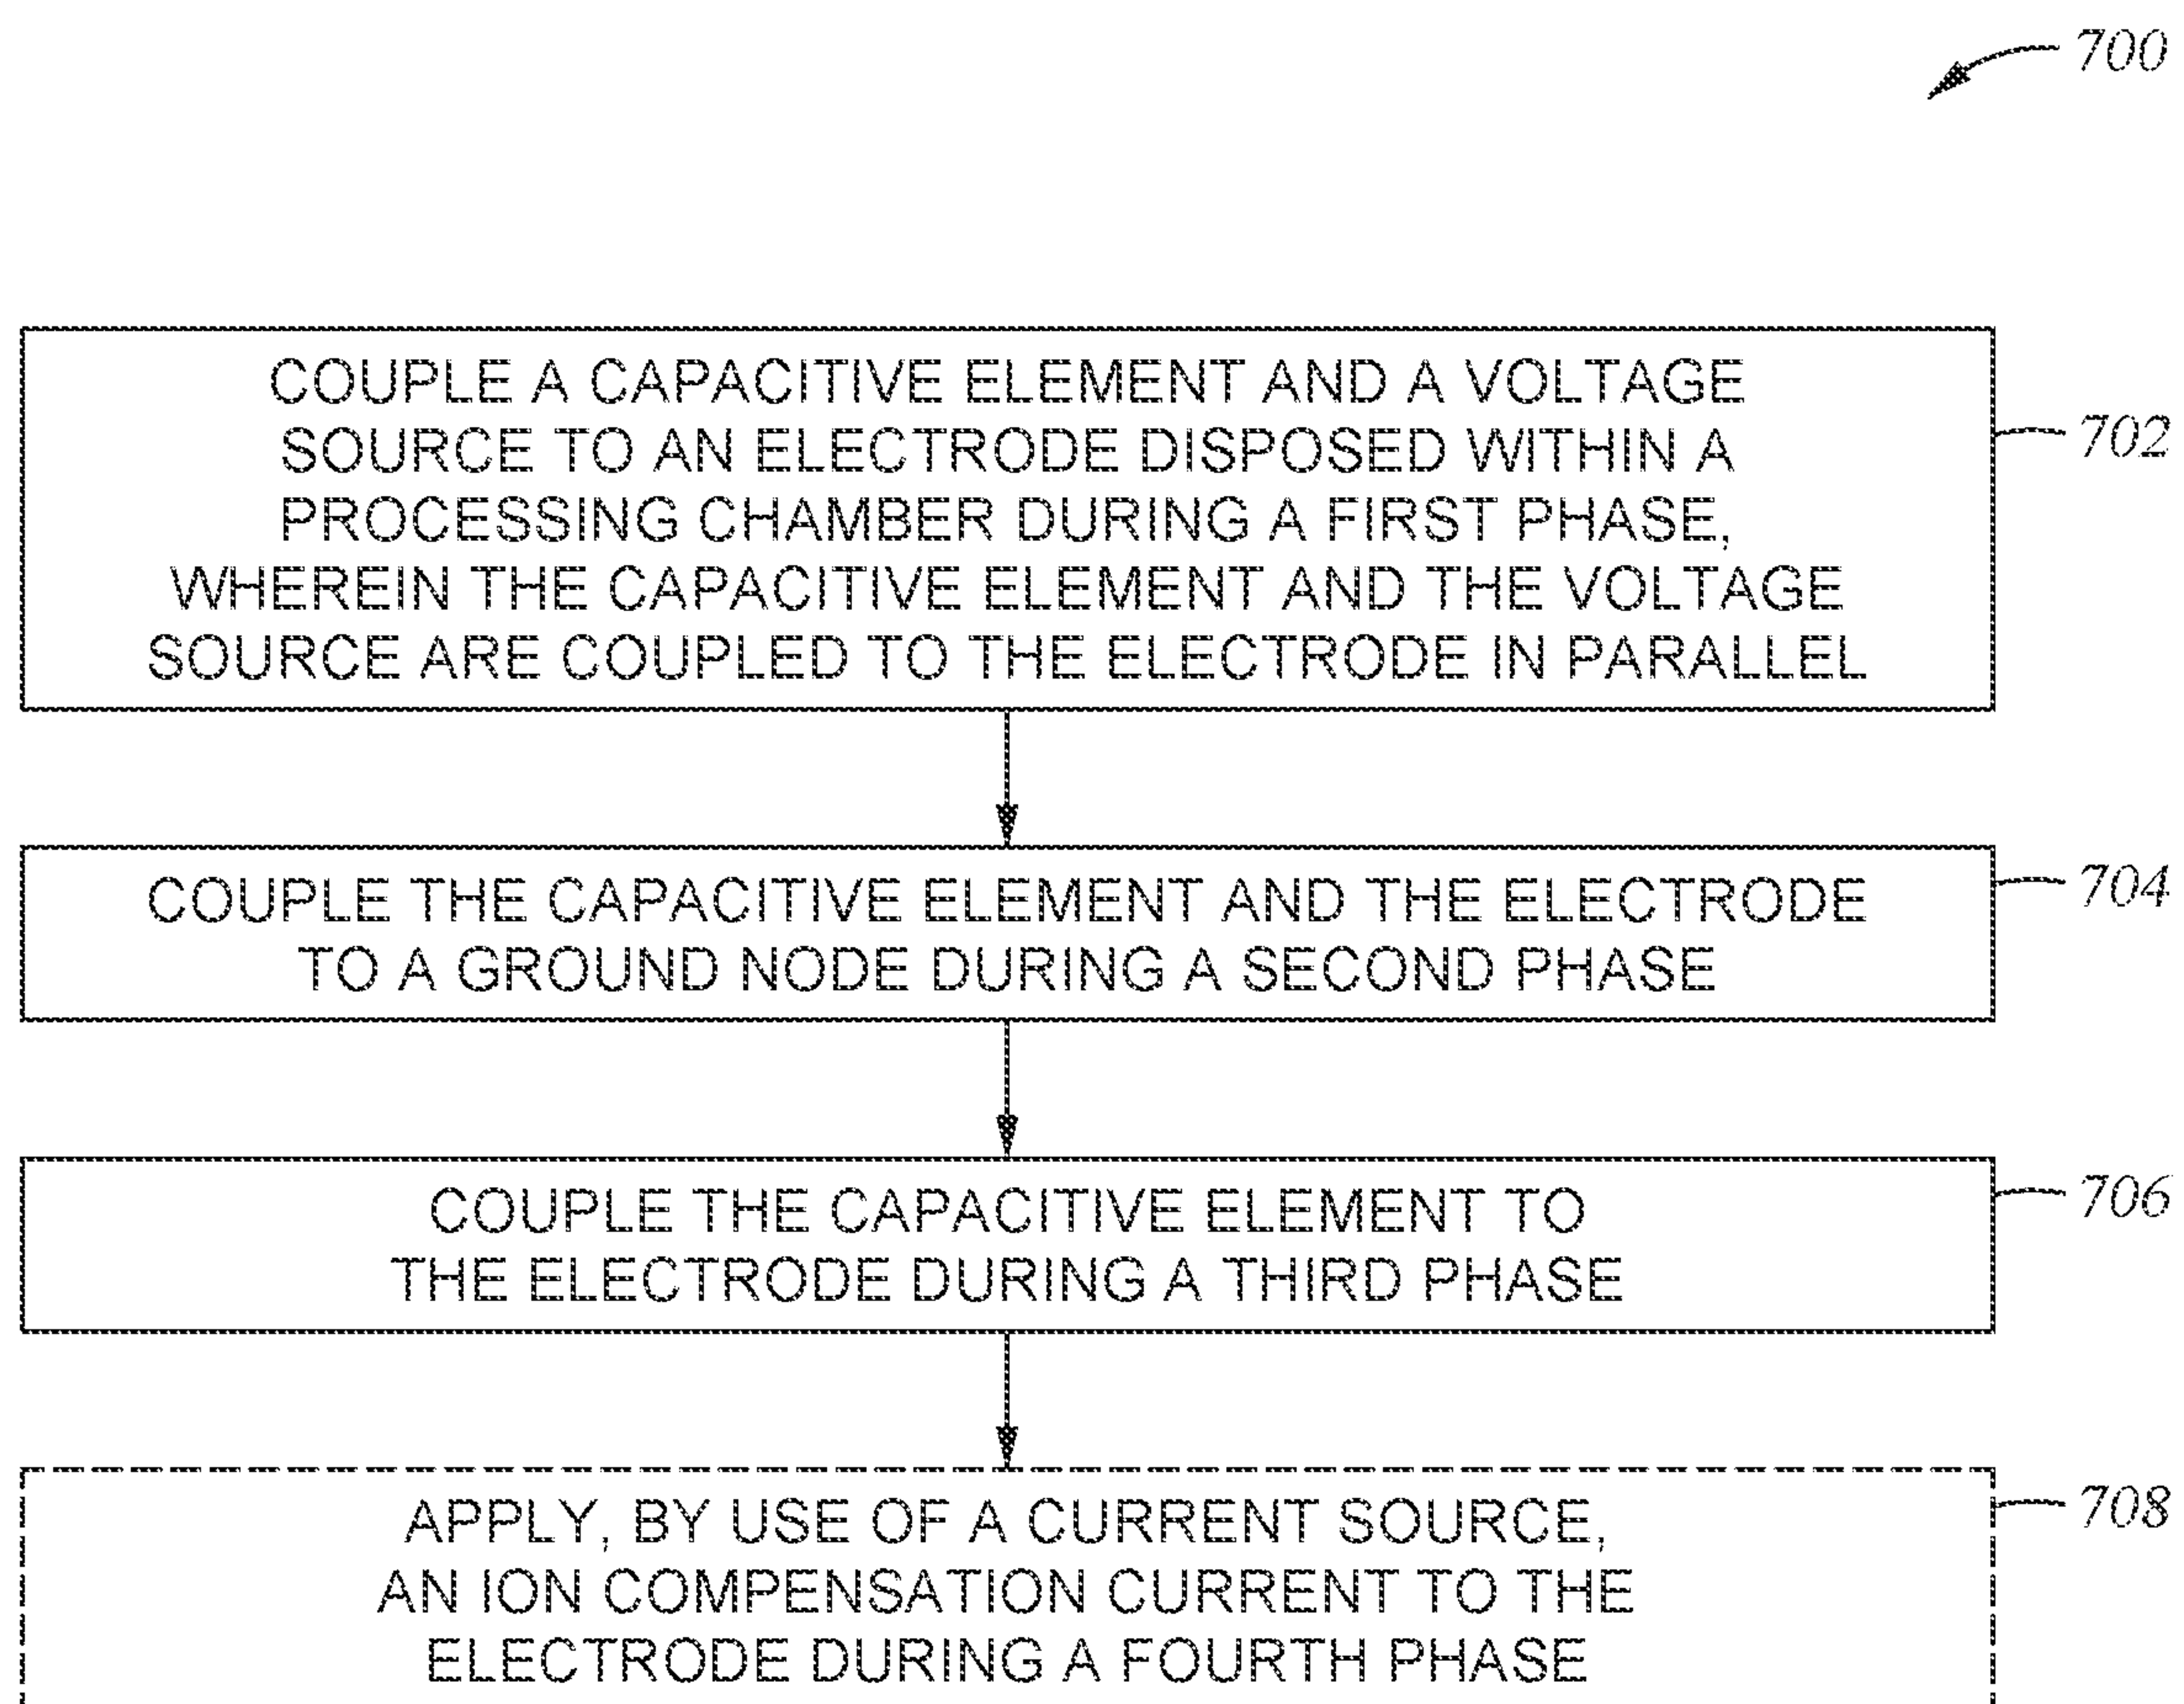 700
COUPLE A CAPACITIVE ELEMENT AND A VOLTAGE
SOURCE TO AN ELECTRODE DISPOSED WITHIN A
PROCESSING CHAMBER DURING A FIRST PHASE,
WHEREIN THE CAPACITIVE ELEMENT AND THE VOLTAGE
SOURCE ARE COUPLED TO THE ELECTRODE IN PARALLEL
702
COUPLE THE CAPACITIVE ELEMENT AND THE ELECTRODE
TO A GROUND NODE DURING A SECOND PHASE
704
COUPLE THE CAPACITIVE ELEMENT TO
THE ELECTRODE DURING A THIRD PHASE
706
APPLY, BY USE OF A CURRENT SOURCE,
AN ION COMPENSATION CURRENT TO THE
ELECTRODE DURING A FOURTH PHASE
708